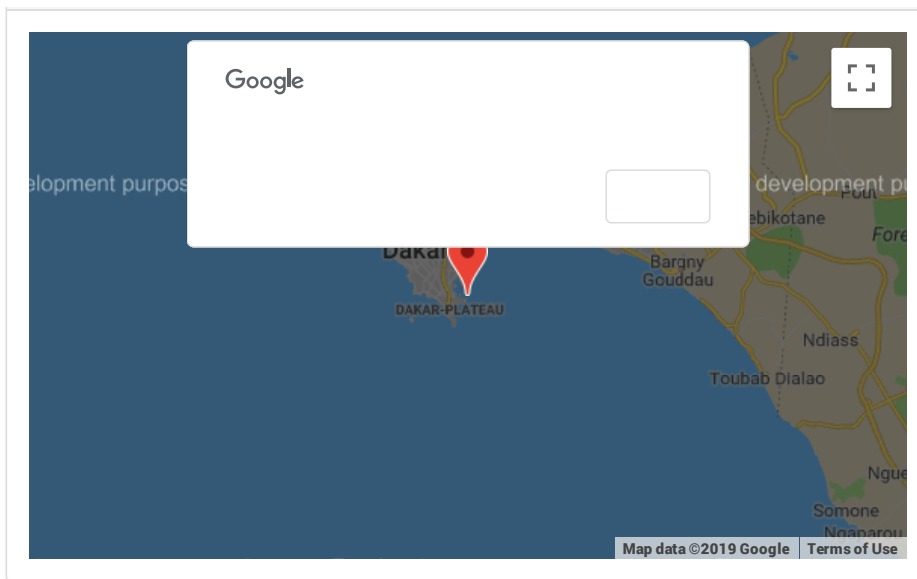 Google
elopment purpos
development pu
Pout
ebikotane
Fore
Dakar
Bargny
Gouddau
DAKAR-PLATEAU
Ndiass
Toubab Dialao
Ngue
Somone
Ngaparou
Map data ©2019 Google
Terms of Use